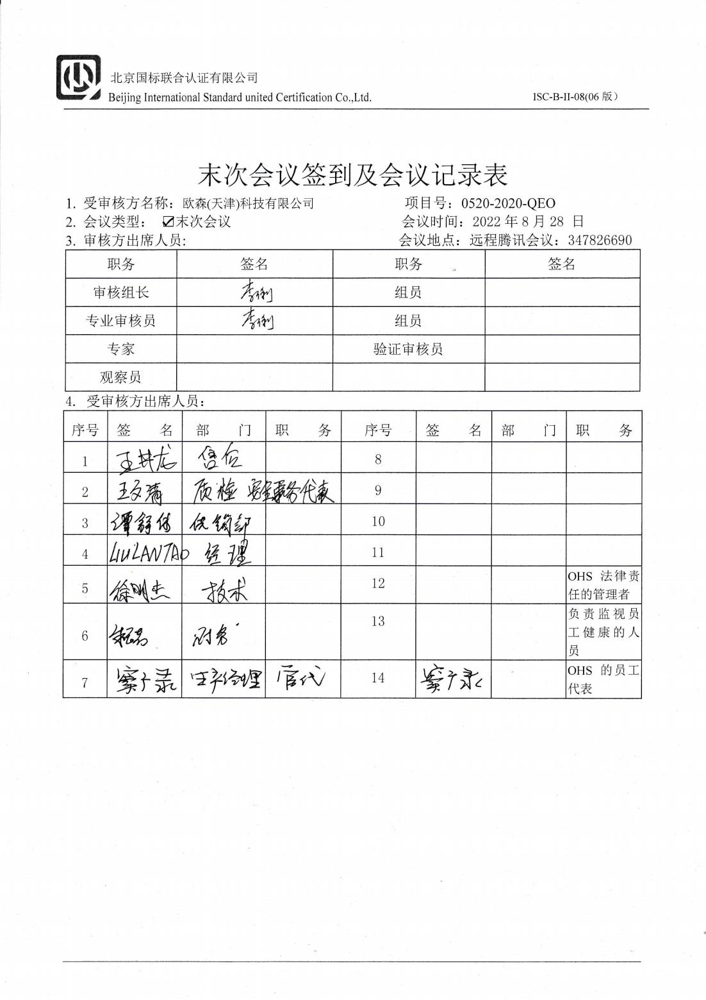 北京国标联合认证有限公司
Beijing International Standard united Certification Co.,Ltd. ISC-B-II-08(06 版)
末次会议签到及会议记录表
1. 受审核方名称：欧森(天津)科技有限公司 项目号：0520-2020-QEO
2. 会议类型： ☑末次会议 会议时间：2022 年 8 月 28 日
3. 审核方出席人员: 会议地点：远程腾讯会议：347826690
职务 签名 职务 签名
审核组长 李俐 组员
专业审核员 李俐 组员
专家 验证审核员
观察员
4. 受审核方出席人员：
序号 签 名 部 门 职 务 序号 签 名 部 门 职 务
1 8
2 王文清 质检 安全事务代表 9
3 供销部 10
4 LIULANTAO 经理 11
5 徐明杰 技术 12 OHS 法律责
任的管理者
6 财务 13 负责监视员
工健康的人
员
7 生产经理 管代 14 OHS 的员工
代表